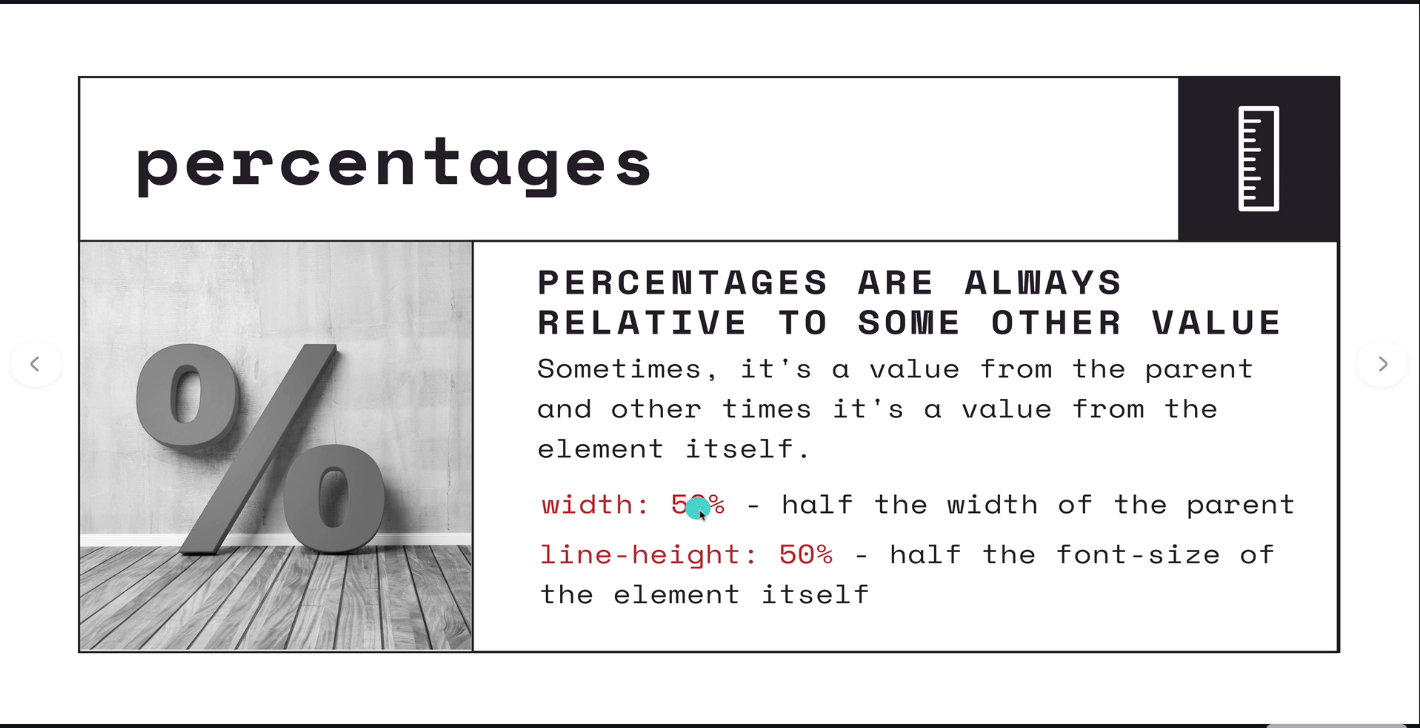 percentages
PERCENTAGES ARE ALWAYS
RELATIVE TO SOME OTHER VALUE
Sometimes, it's a value from the parent
and other times it's a value from the
element itself.
width: 50% - half the width of the parent
line-height: 50% - half the font-size of
the element itself
%